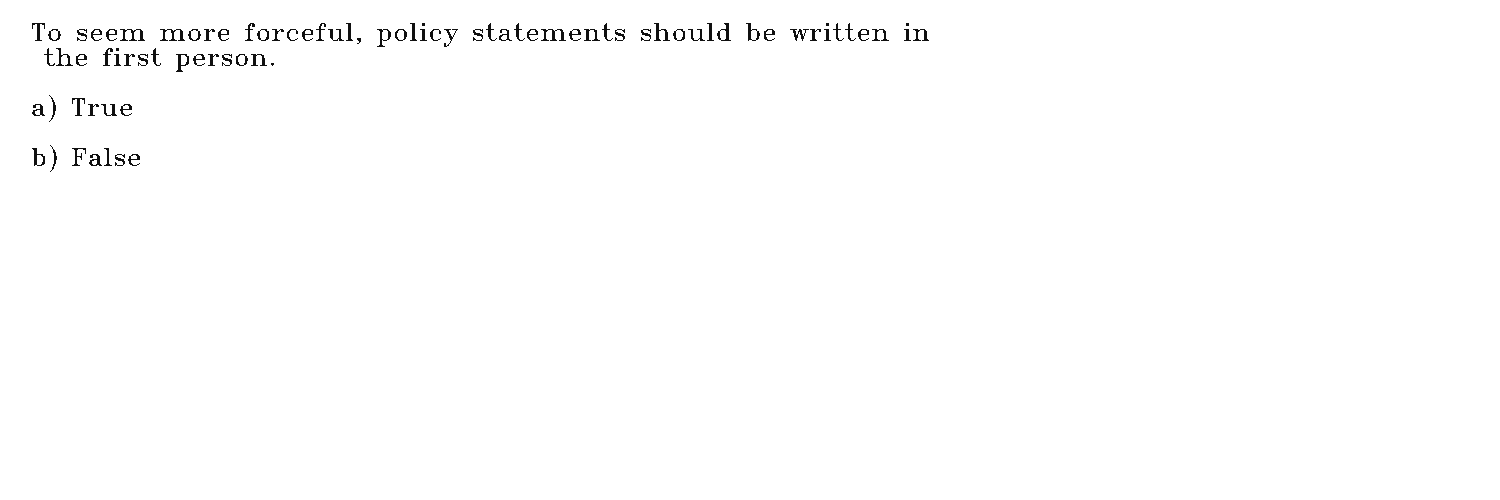 To seem more forceful, policy statements should be written in
the first person.
a) True
b) False